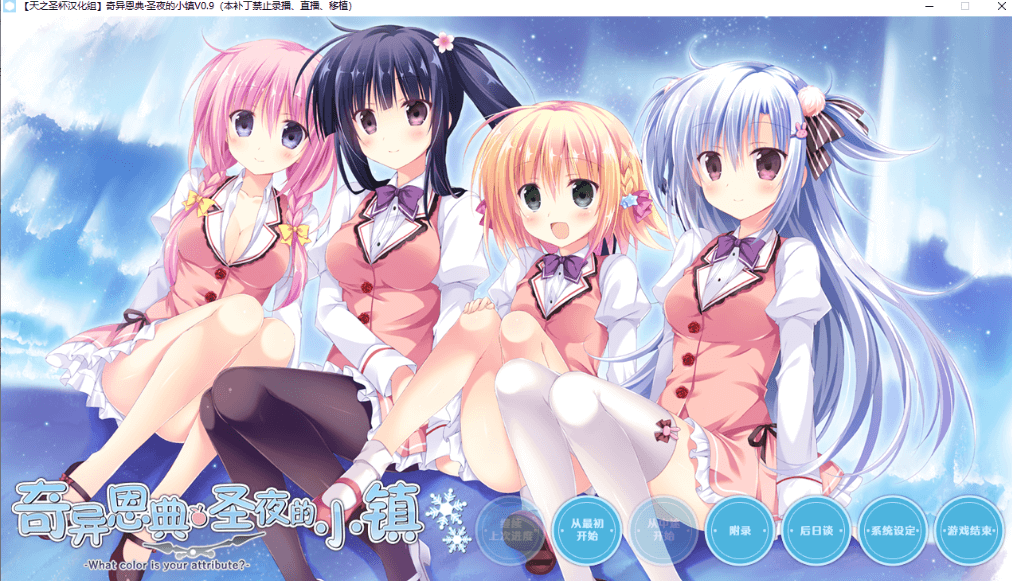 【天之圣杯汉化组】奇异恩典·圣夜的小镇V0.9（本补丁禁止录播、直播、移植）
奇异恩典·圣夜的小镇
-What color is your attribute?-
继续
上次进度
从最初
开始
从中途
开始
附录
后日谈
系统设定
游戏结束